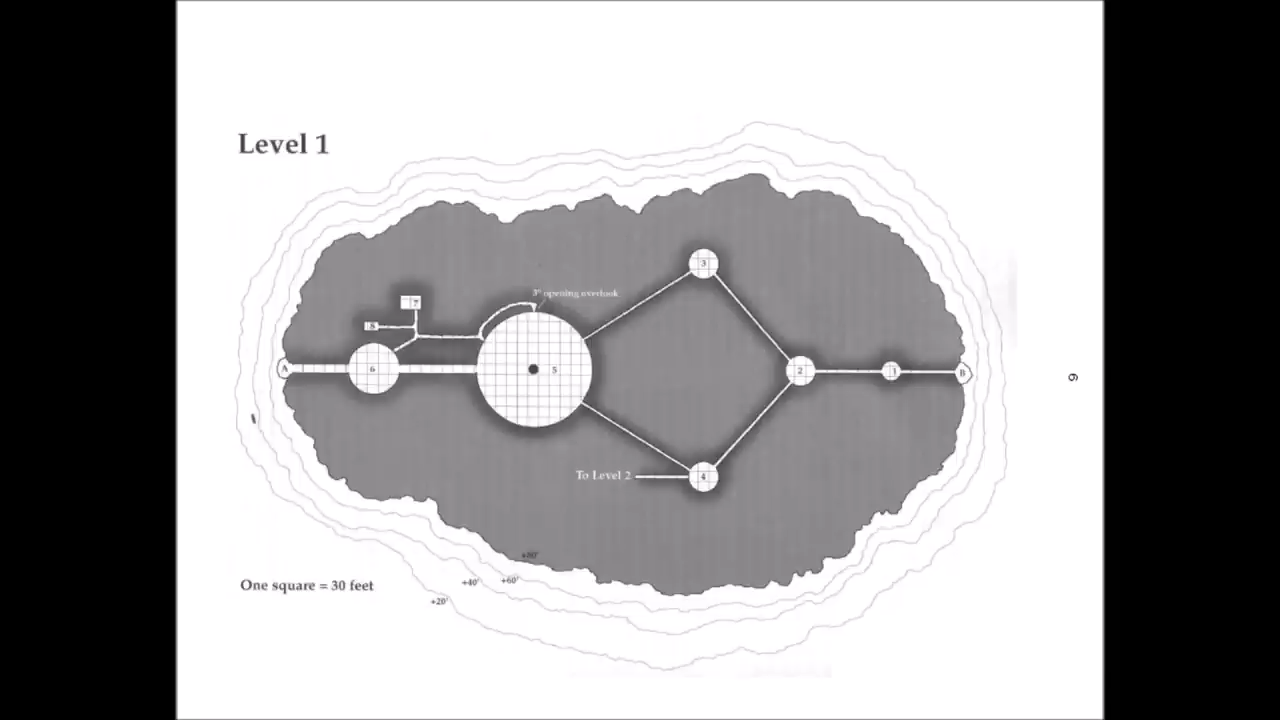 Level 1
3
7
3" opening overlook
8
A
6
5
2
1
B
6
To Level 2
4
+80'
+60'
+40'
+20'
One square = 30 feet